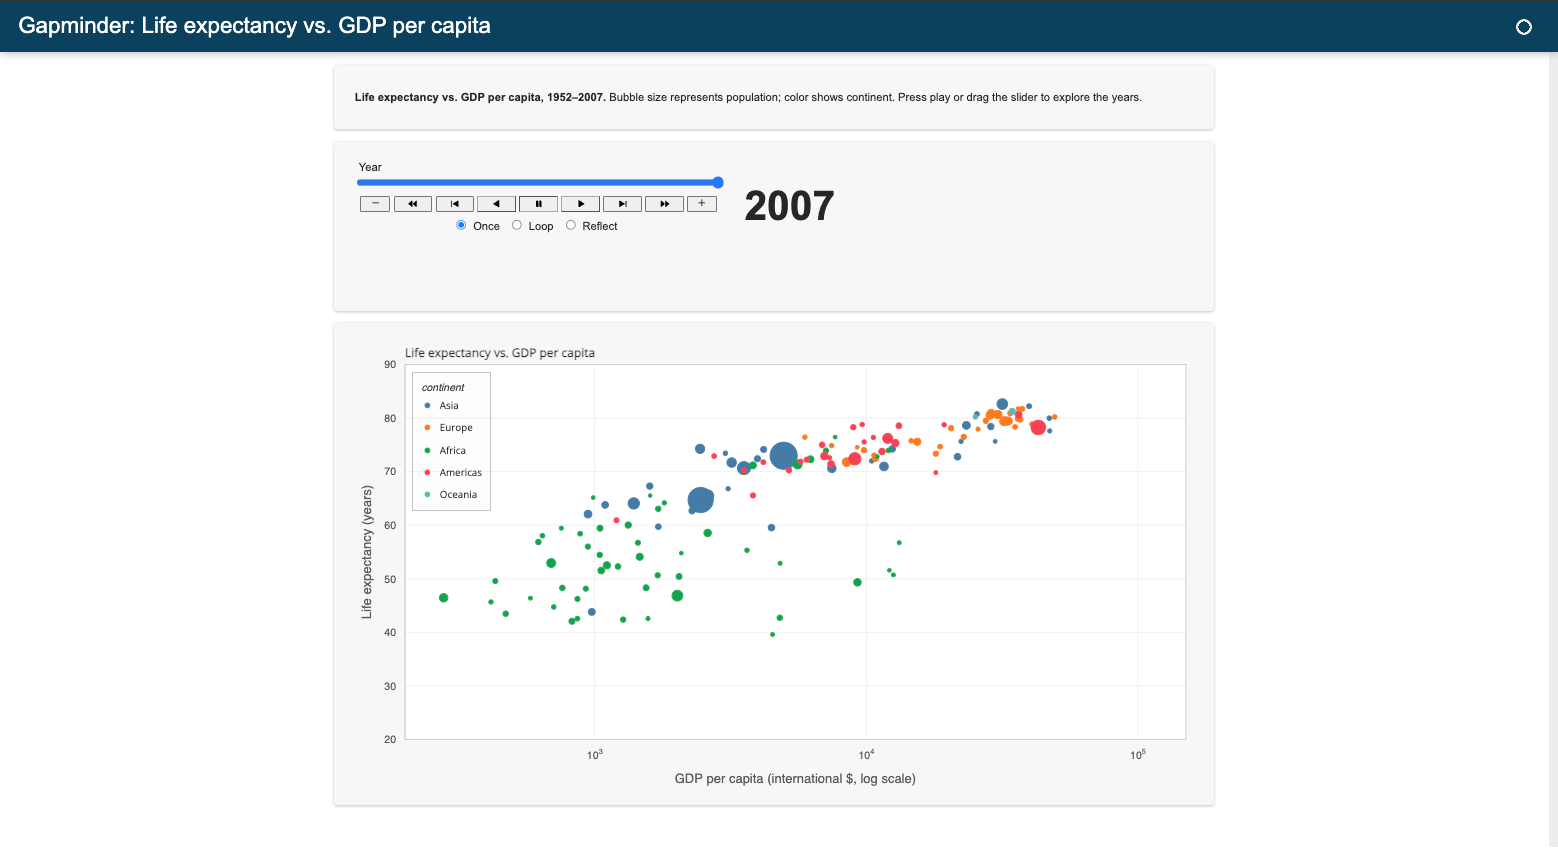 Gapminder: Life expectancy vs. GDP per capita
Life expectancy vs. GDP per capita, 1952–2007. Bubble size represents population; color shows continent. Press play or drag the slider to explore the years.
Year
2007
Once Loop Reflect
Life expectancy vs. GDP per capita
continent
Asia
Europe
Africa
Americas
Oceania
90
80
70
60
50
40
30
20
Life expectancy (years)
10³ 10⁴ 10⁵
GDP per capita (international $, log scale)